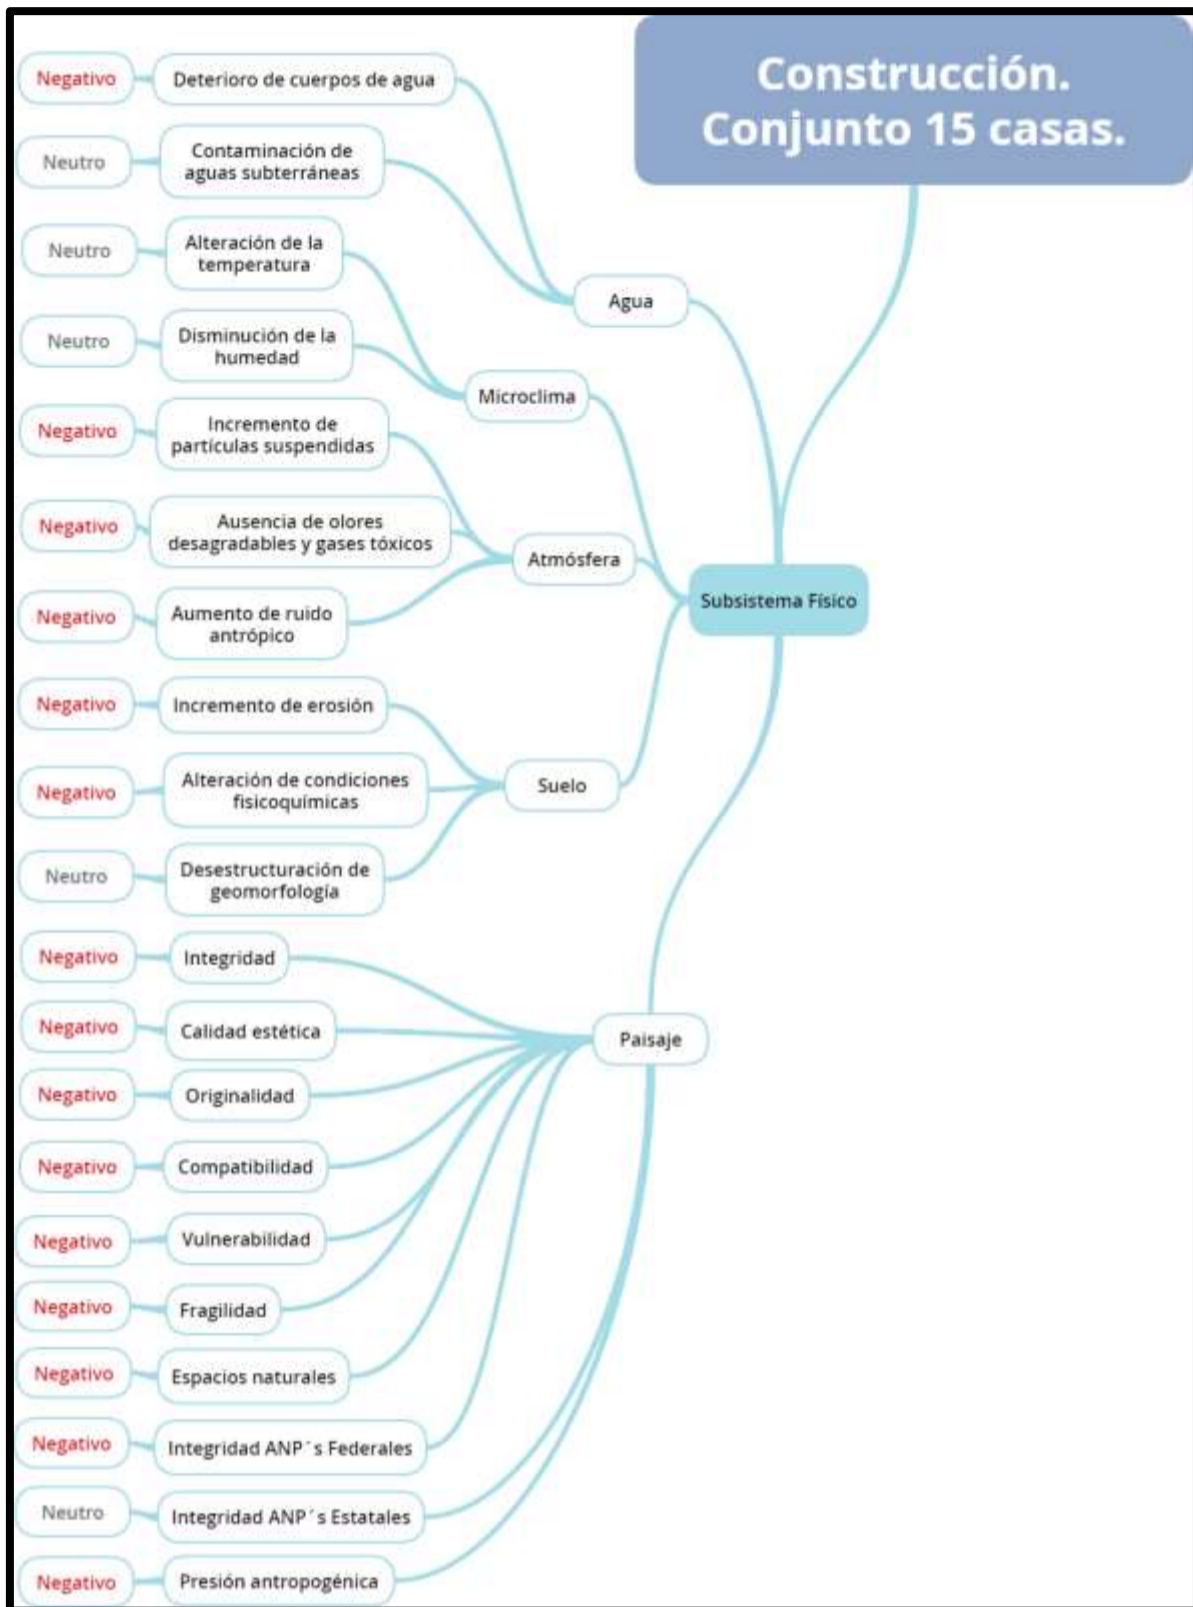 Construcción.
Conjunto 15 casas.
Negativo
Deterioro de cuerpos de agua
Neutro
Contaminación de
aguas subterráneas
Neutro
Alteración de la
temperatura
Agua
Neutro
Disminución de la
humedad
Microclima
Negativo
Incremento de
partículas suspendidas
Negativo
Ausencia de olores
desagradables y gases tóxicos
Atmósfera
Negativo
Aumento de ruido
antrópico
Subsistema Físico
Negativo
Incremento de erosión
Negativo
Alteración de condiciones
fisicoquímicas
Suelo
Neutro
Desestructuración de
geomorfología
Negativo
Integridad
Negativo
Calidad estética
Paisaje
Negativo
Originalidad
Negativo
Compatibilidad
Negativo
Vulnerabilidad
Negativo
Fragilidad
Negativo
Espacios naturales
Negativo
Integridad ANP´s Federales
Neutro
Integridad ANP´s Estatales
Negativo
Presión antropogénica